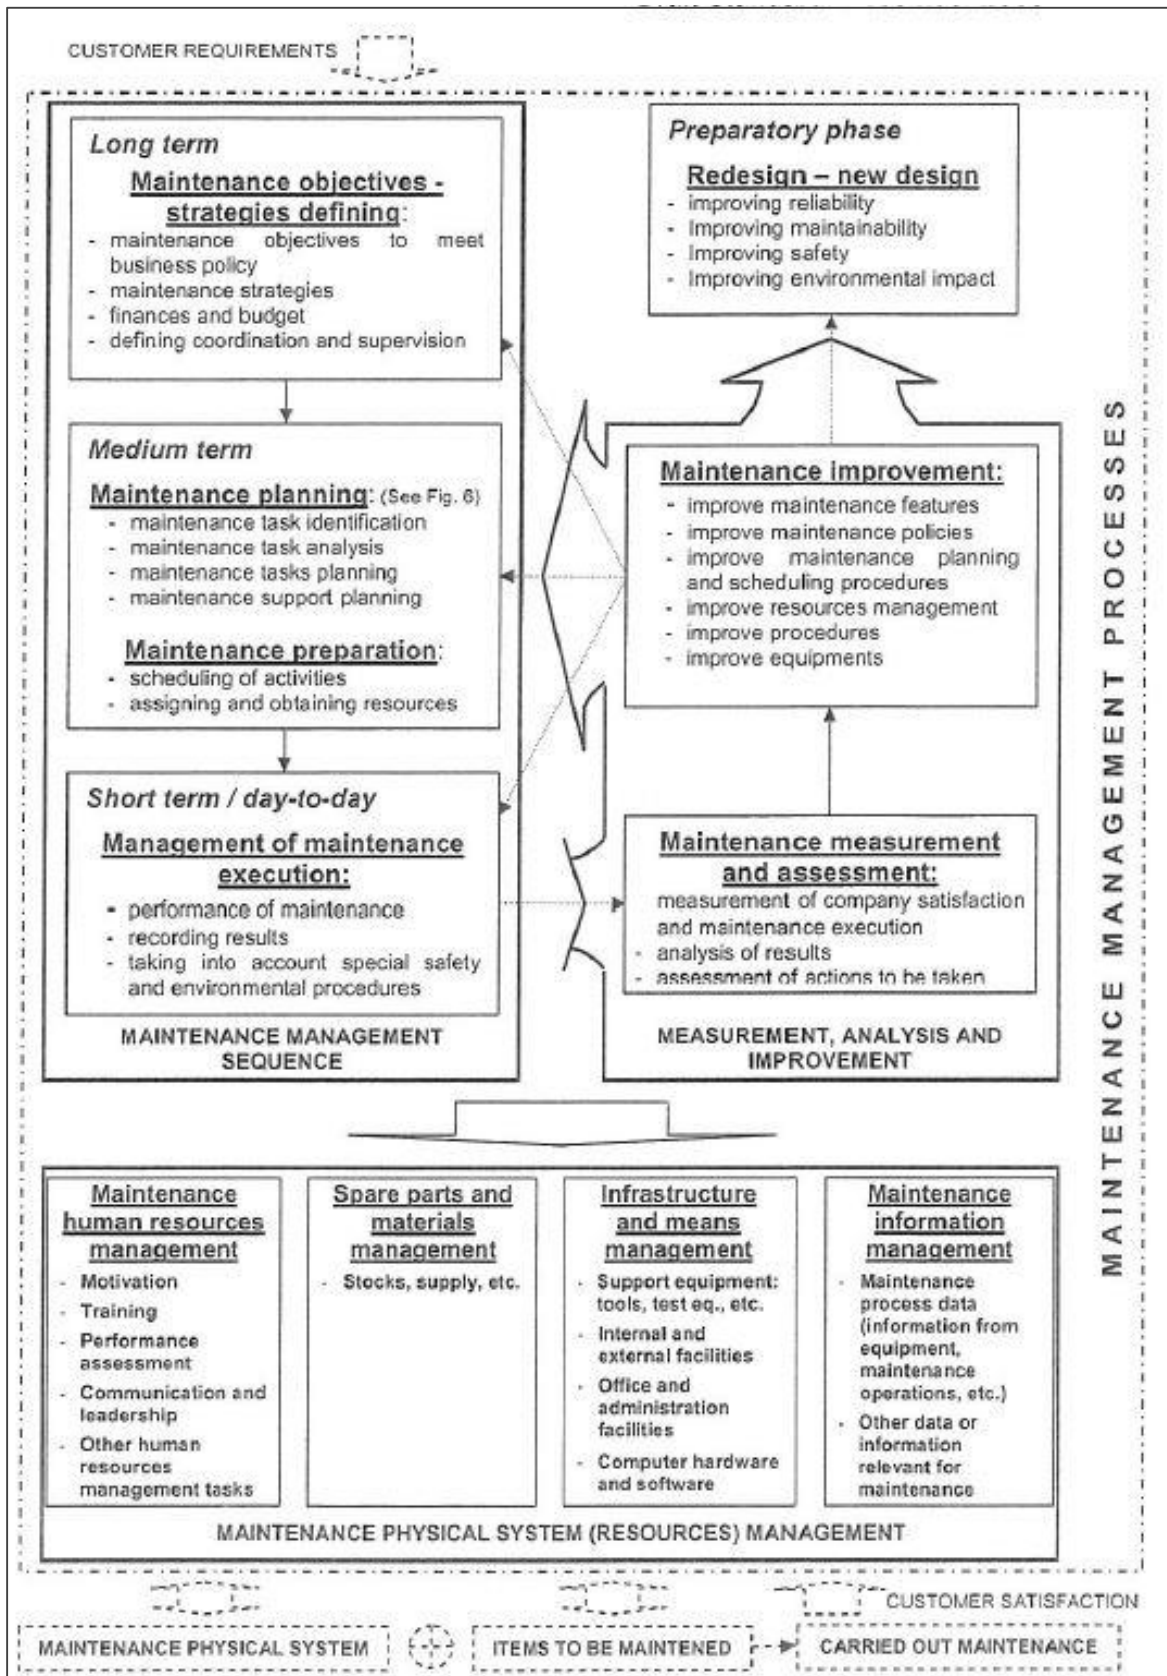 CUSTOMER REQUIREMENTS
Long term
Maintenance objectives -
strategies defining:
- maintenance objectives to meet
business policy
- maintenance strategies
- finances and budget
- defining coordination and supervision
Medium term
Maintenance planning: (See Fig. 6)
- maintenance task identification
- maintenance task analysis
- maintenance tasks planning
- maintenance support planning
Maintenance preparation:
- scheduling of activities
- assigning and obtaining resources
Short term / day-to-day
Management of maintenance
execution:
- performance of maintenance
- recording results
- taking into account special safety
and environmental procedures
MAINTENANCE MANAGEMENT
SEQUENCE
Preparatory phase
Redesign – new design
- improving reliability
- Improving maintainability
- Improving safety
- Improving environmental impact
Maintenance improvement:
- improve maintenance features
- improve maintenance policies
- improve maintenance planning
and scheduling procedures
- improve resources management
- improve procedures
- improve equipments
Maintenance measurement
and assessment:
measurement of company satisfaction
and maintenance execution
- analysis of results
- assessment of actions to be taken
MEASUREMENT, ANALYSIS AND
IMPROVEMENT
MAINTENANCE MANAGEMENT PROCESSES
Maintenance
human resources
management
- Motivation
- Training
- Performance
assessment
- Communication and
leadership
- Other human
resources
management tasks
Spare parts and
materials
management
- Stocks, supply, etc.
Infrastructure
and means
management
- Support equipment:
tools, test eq., etc.
- Internal and
external facilities
- Office and
administration
facilities
- Computer hardware
and software
Maintenance
information
management
- Maintenance
process data
(information from
equipment,
maintenance
operations, etc.)
- Other data or
information
relevant for
maintenance
MAINTENANCE PHYSICAL SYSTEM (RESOURCES) MANAGEMENT
CUSTOMER SATISFACTION
MAINTENANCE PHYSICAL SYSTEM
ITEMS TO BE MAINTENED
CARRIED OUT MAINTENANCE